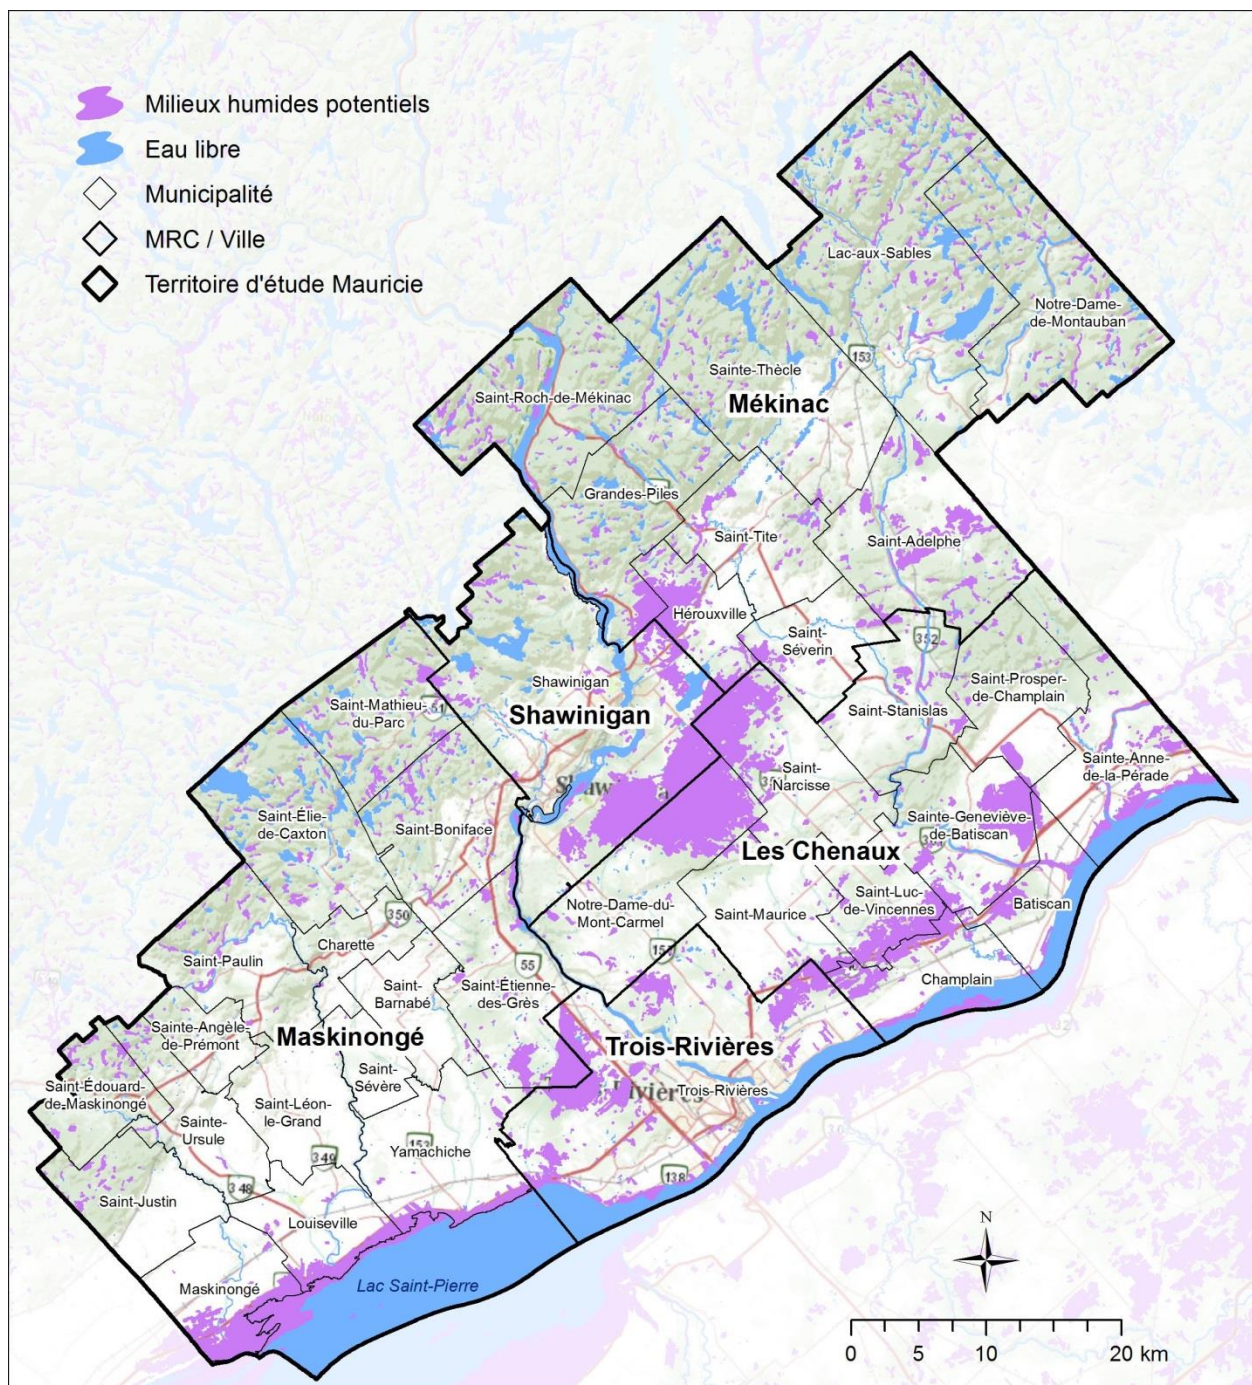 Milieux humides potentiels
Eau libre
Municipalité
MRC / Ville
Territoire d'étude Mauricie
Lac-aux-Sables
Notre-Dame-
de-Montauban
153
Sainte-Thècle
Saint-Roch-de-Mékinac
Mékinac
Grandes-Piles
Saint-Tite
Saint-Adelphe
Hérouxville
Saint-
Séverin
352
Shawinigan
Saint-Prosper-
de-Champlain
Saint-Mathieu-
du-Parc
51
Shawinigan
Saint-Stanislas
Sainte-Anne-
de-la-Pérade
Saint-
Narcisse
Saint-Élie-
de-Caxton
Saint-Boniface
Sainte-Geneviève-
de-Batiscan
Les Chenaux
Saint-Luc-
de-Vincennes
Batiscan
Notre-Dame-du-
Mont-Carmel
Saint-Maurice
350
Charette
157
Saint-Paulin
55
Champlain
Saint-
Barnabé
Saint-Étienne-
des-Grès
Sainte-Angèle-
de-Prémont
Maskinongé
Trois-Rivières
Saint-
Sévère
Trois-Rivières
Saint-Édouard-
de-Maskinongé
Saint-Léon-
le-Grand
Sainte-
Ursule
Yamachiche
153
349
138
348
Saint-Justin
Louiseville
Maskinongé
Lac Saint-Pierre
N
0 5 10 20 km